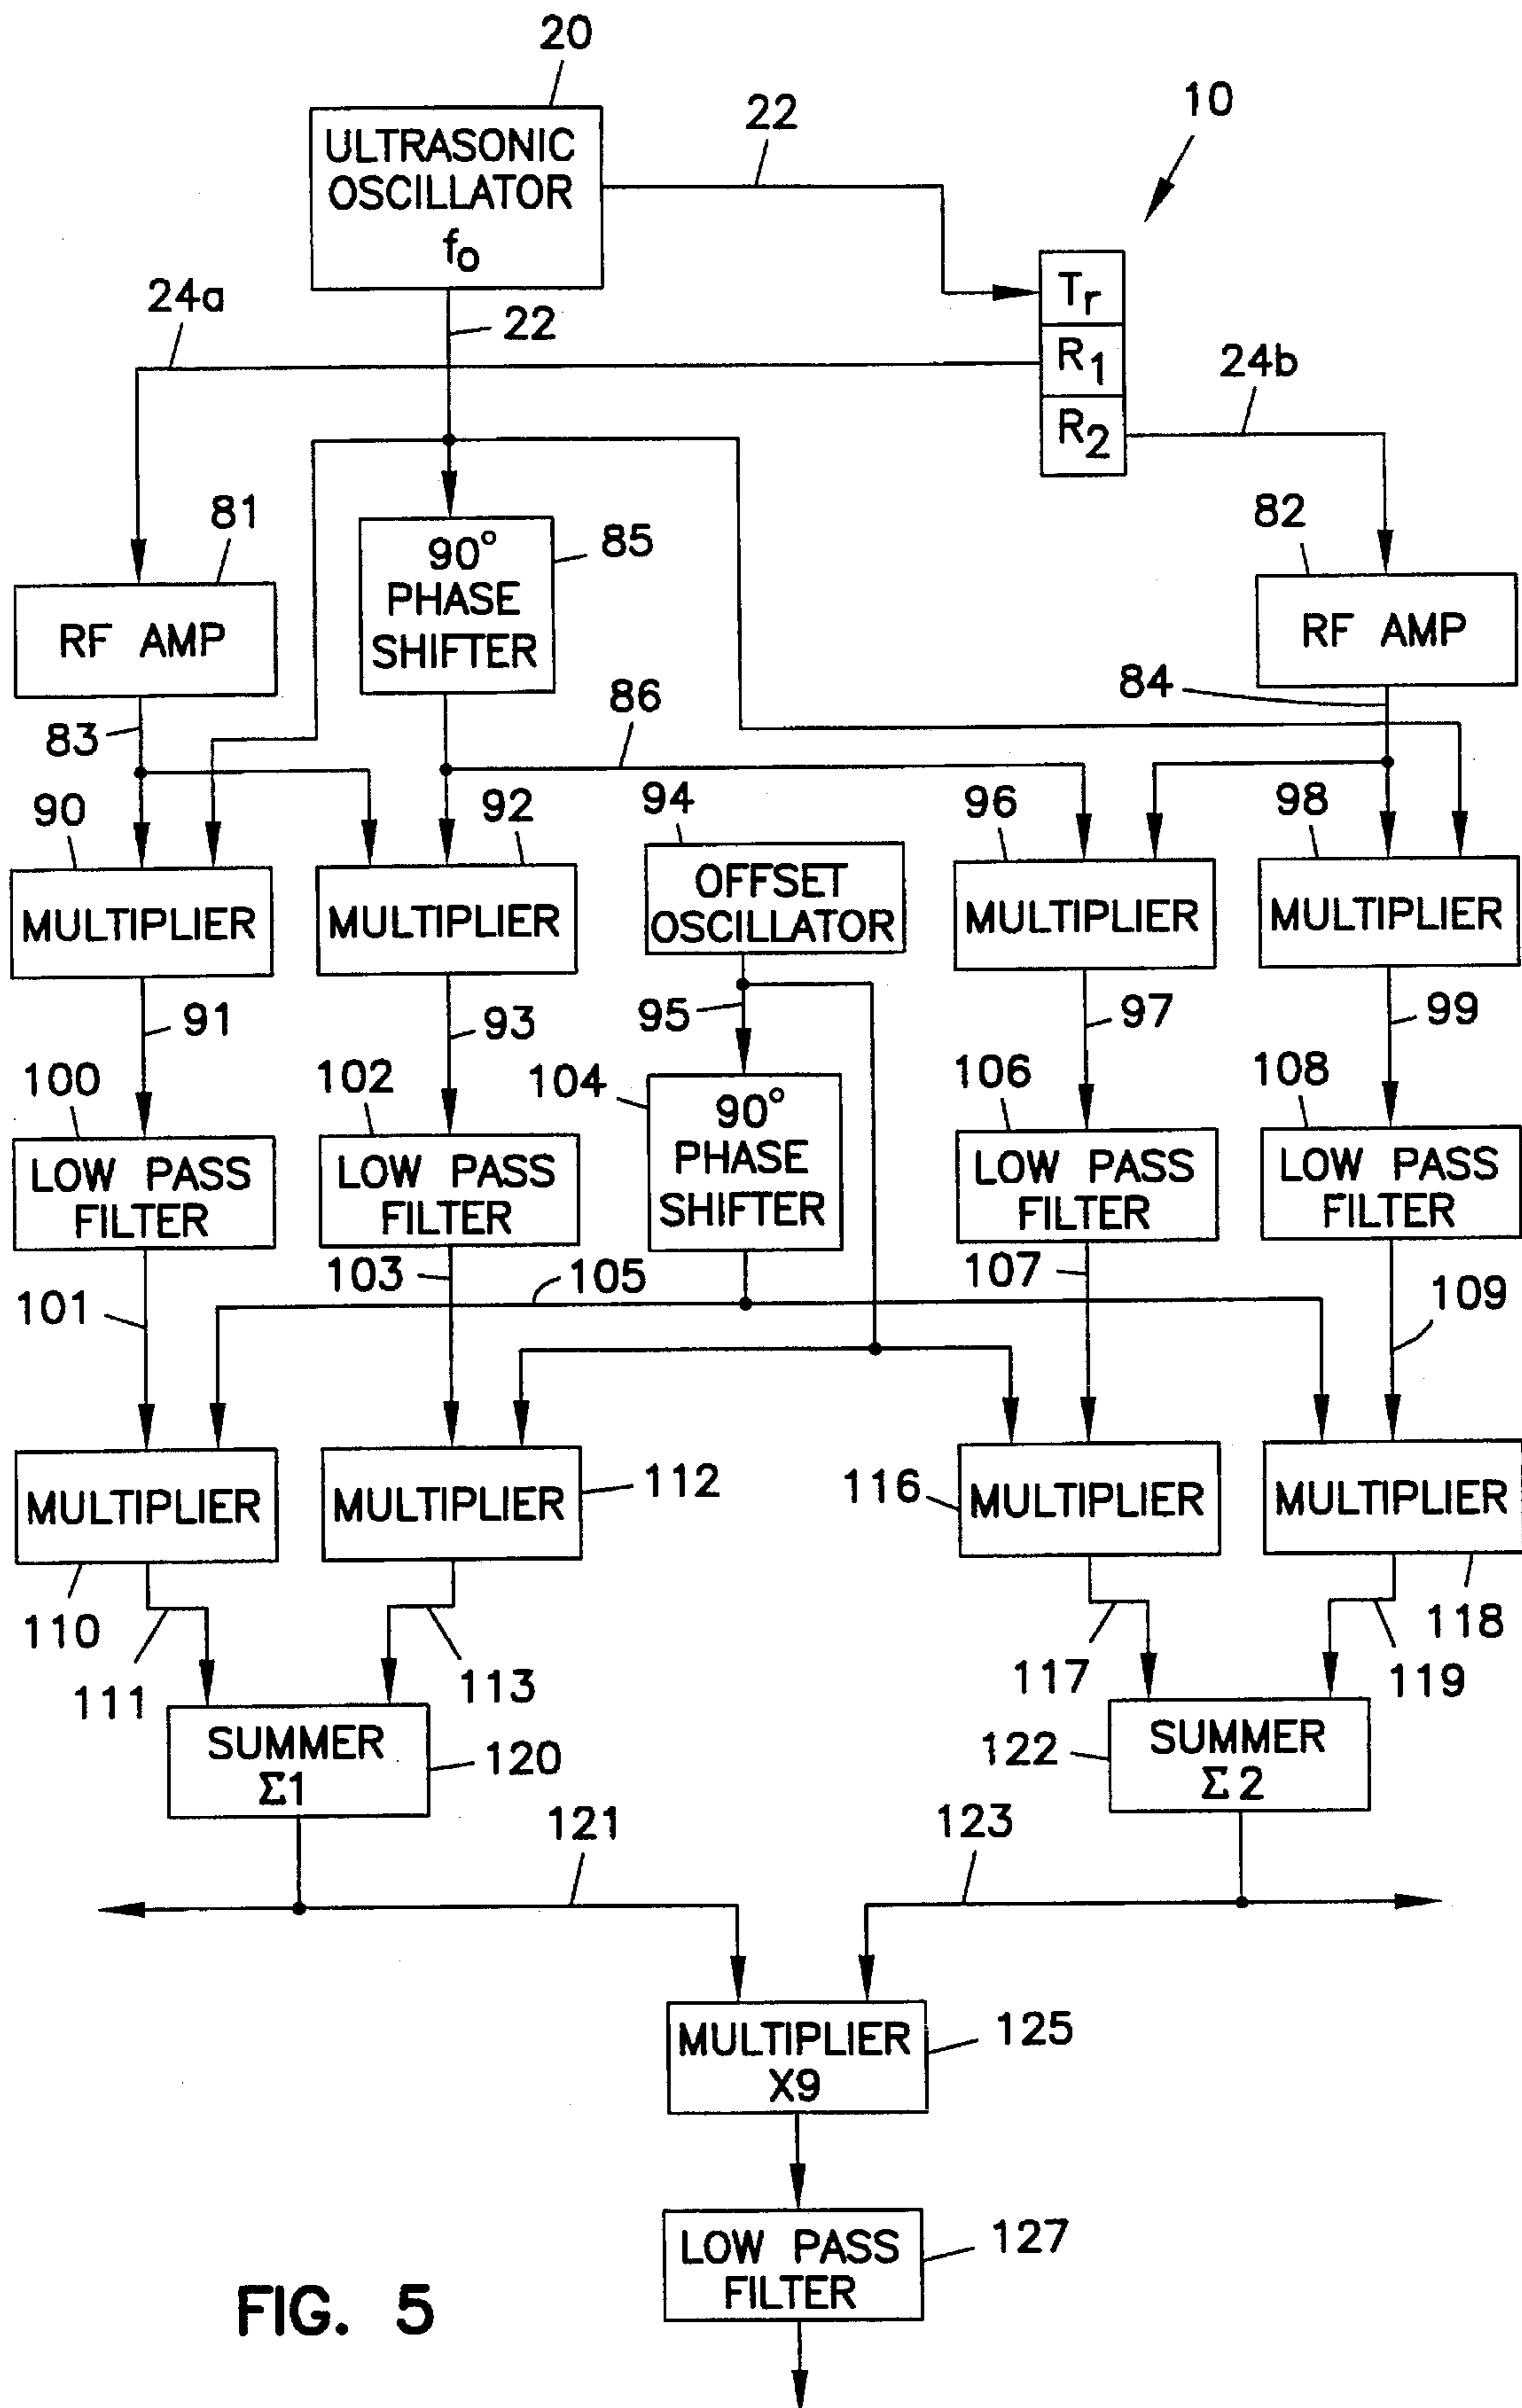 20
10
22
ULTRASONIC
OSCILLATOR
fo
24a
22
Tr
R1
R2
24b
81
85
82
90°
PHASE
SHIFTER
RF AMP
RF AMP
83
86
84
90
92
94
96
98
MULTIPLIER
MULTIPLIER
OFFSET
OSCILLATOR
MULTIPLIER
MULTIPLIER
91
93
95
97
99
100
102
104
106
108
LOW PASS
FILTER
LOW PASS
FILTER
90°
PHASE
SHIFTER
LOW PASS
FILTER
LOW PASS
FILTER
101
103
105
107
109
MULTIPLIER
MULTIPLIER
112
116
MULTIPLIER
MULTIPLIER
110
111
113
117
119
118
SUMMER
Σ1
120
122
SUMMER
Σ2
121
123
MULTIPLIER
X9
125
LOW PASS
FILTER
127
FIG. 5